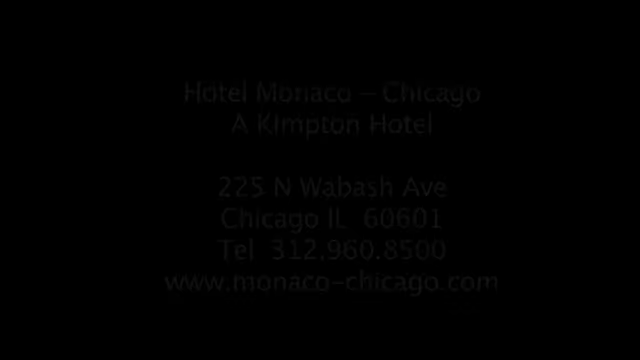 Hotel Monaco - Chicago
A Kimpton Hotel
225 N Wabash Ave
Chicago IL 60601
Tel 312.960.8500
www.monaco-chicago.com